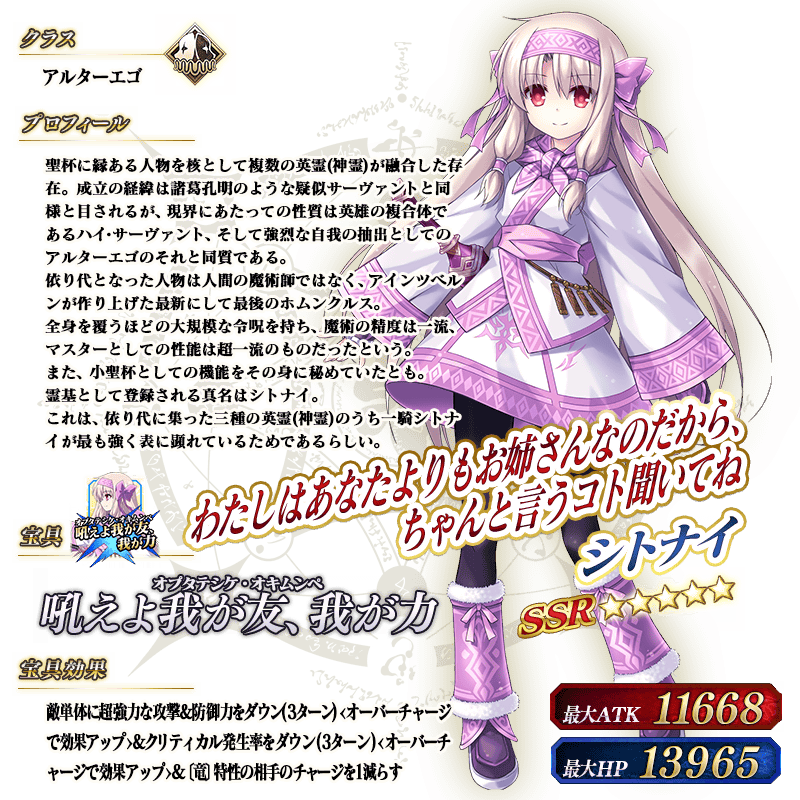 クラス
アルターエゴ
プロフィール
聖杯に縁ある人物を核として複数の英霊(神霊)が融合した存
在。成立の経緯は諸葛孔明のような疑似サーヴァントと同
様と目されるが、現界にあたっての性質は英雄の複合体で
あるハイ・サーヴァント、そして強烈な自我の抽出としての
アルターエゴのそれと同質である。
依り代となった人物は人間の魔術師ではなく、アインツベル
ンが作り上げた最新にして最後のホムンクルス。
全身を覆うほどの大規模な令呪を持ち、魔術の精度は一流、
マスターとしての性能は超一流のものだったという。
また、小聖杯としての機能をその身に秘めていたとも。
霊基として登録される真名はシトナイ。
これは、依り代に集った三種の英霊(神霊)のうち一騎シトナ
イが最も強く表に顕れているためであるらしい。
わたしはあなたよりもお姉さんなのだから、
ちゃんと言うコト聞いてね
シトナイ
SSR
宝具
オプタテシケ・オキムンペ
吼えよ我が友、
我が力
オプタテシケ・オキムンペ
吼えよ我が友、我が力
宝具効果
敵単体に超強力な攻撃&防御力をダウン(3ターン)<オーバーチャージ
で効果アップ>&クリティカル発生率をダウン(3ターン)<オーバーチ
ャージで効果アップ>&〔竜〕特性の相手のチャージを1減らす
最大ATK 11668
最大HP 13965